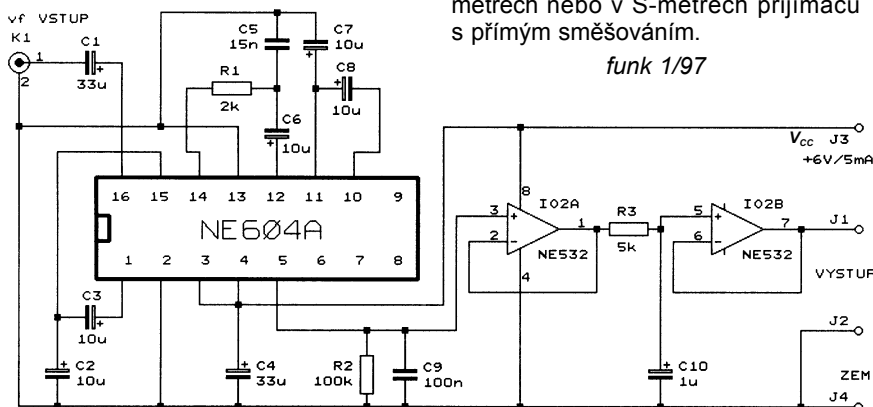 metrech nebo v S-metrech přijímačů
s přímým směšováním.
funk 1/97
vf VSTUP
K1
1
2
C1
33u
C5
15n
C7
10u
R1
2k
C8
10u
C6
10u
16 15 14 13 12 11 10 9
NE604A
1 2 3 4 5 6 7 8
C3
10u
C2
10u
C4
33u
R2
100k
C9
100n
8
3
2
1
4
IO2A
NE532
R3
5k
5
6
7
IO2B
NE532
C10
1u
Vcc J3
+6V/5mA
J1
VYSTUP
J2
ZEM
J4